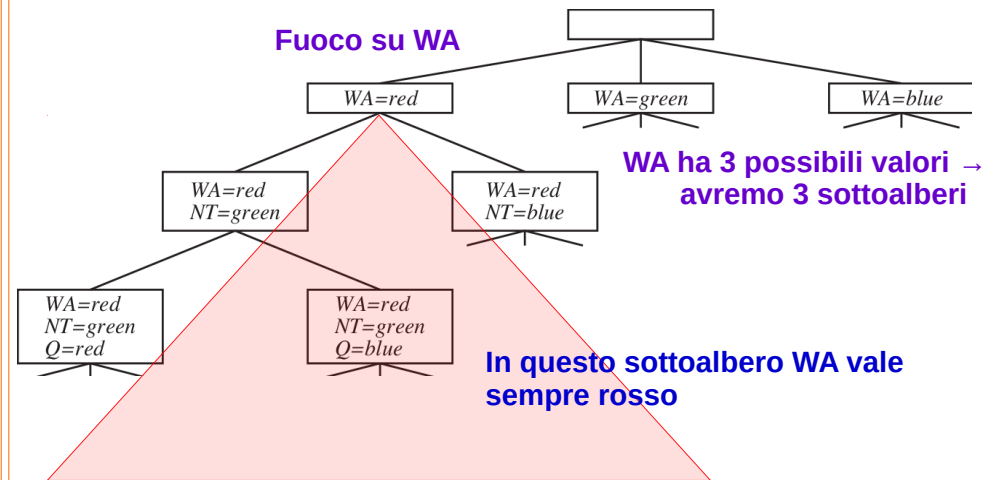 Fuoco su WA
WA=red
WA=green
WA=blue
WA ha 3 possibili valori →
avremo 3 sottoalberi
WA=red
NT=green
WA=red
NT=blue
WA=red
NT=green
Q=red
WA=red
NT=green
Q=blue
In questo sottoalbero WA vale
sempre rosso